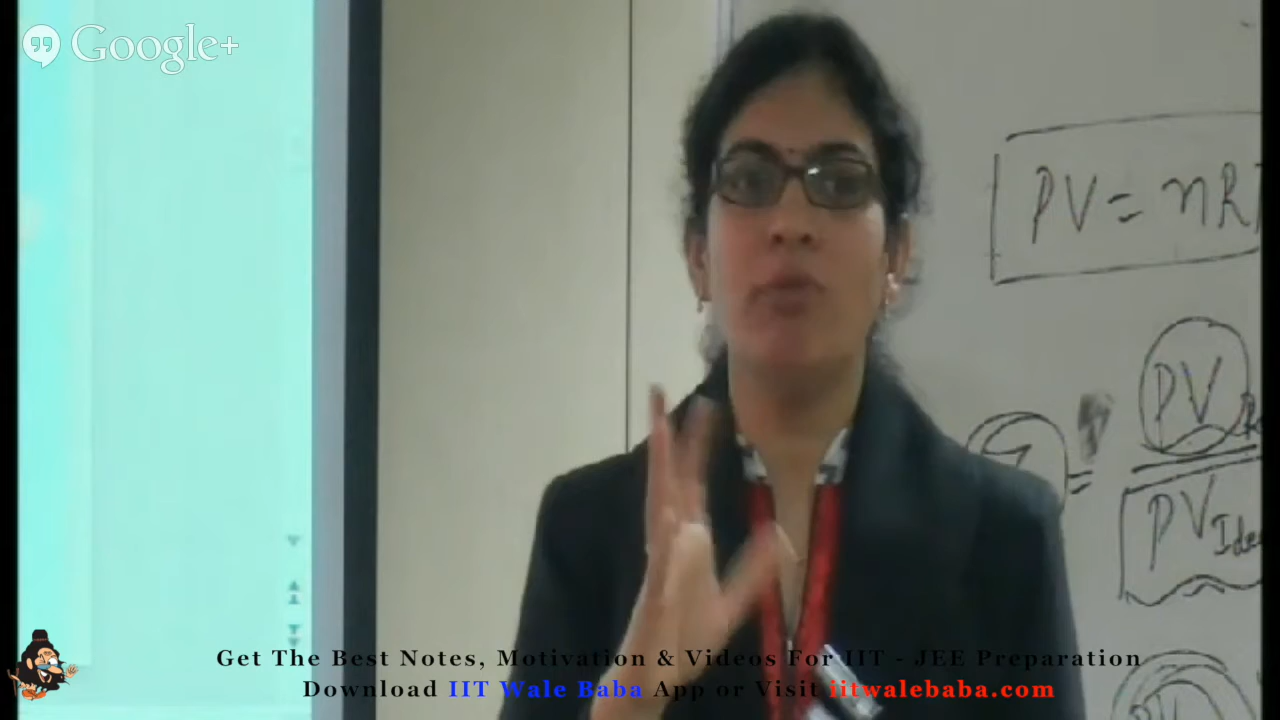 Google+
PV = nR
Z = PV
PV
Get The Best Notes, Motivation & Videos For IIT - JEE Preparation
Download IIT Wale Baba App or Visit iitwalebaba.com